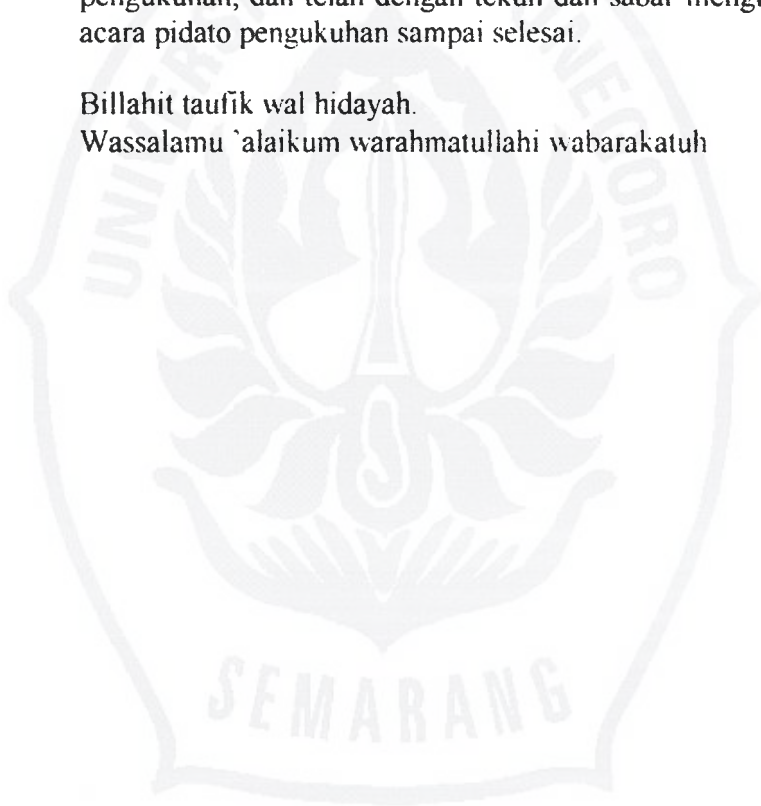 pengukuhan, dan telah dengan tekun dan sabar
acara pidato pengukuhan sampai selesai.
Billahit taufik wal hidayah.
Wassalamu `alaikum warahmatullahi wabarakatuh
NEGORO
SEMARANG